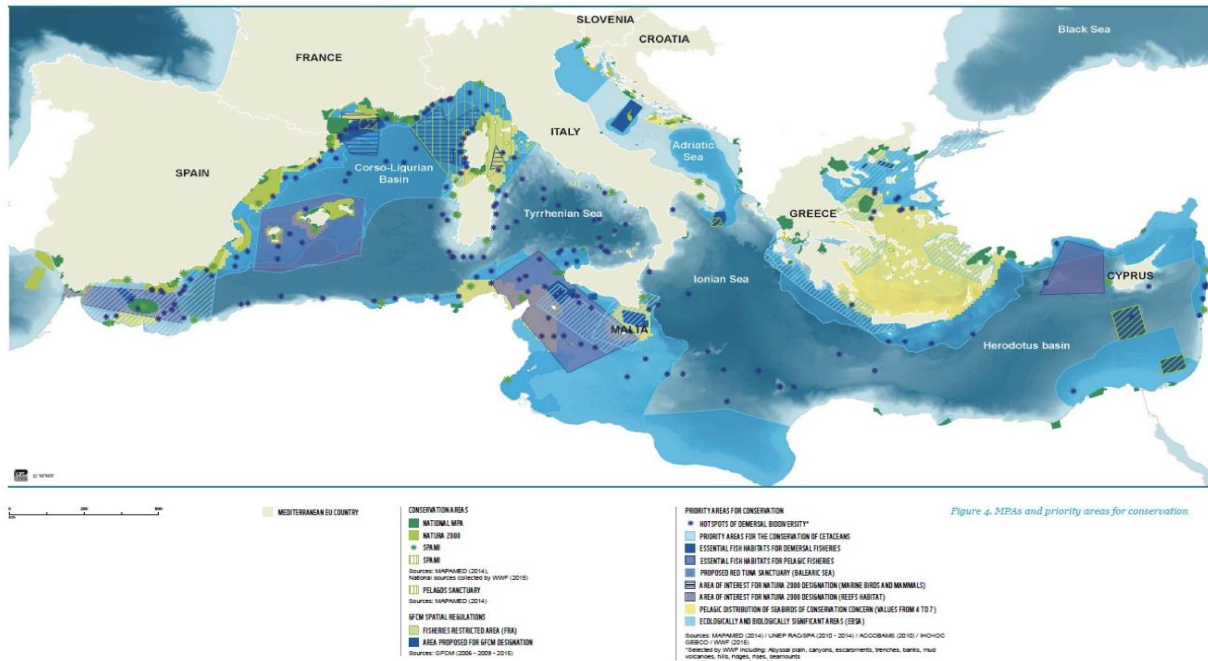 SLOVENIA
CROATIA
Black Sea
FRANCE
ITALY
SPAIN
Corso-Ligurian
Basin
Adriatic
Sea
Tyrrhenian Sea
GREECE
Ionian Sea
CYPRUS
MALTA
Herodotus basin
© WWF
MEDITERRANEAN EU COUNTRY
CONSERVATION AREAS
NATIONAL MPA
NATURA 2000
SPAMI
SPAMI
Sources: MAPAMED (2014),
National sources collected by WWF (2015)
PELAGOS SANCTUARY
Sources: MAPAMED (2014)
GFCM SPATIAL REGULATIONS
FISHERIES RESTRICTED AREA (FRA)
AREA PROPOSED FOR GFCM DESIGNATION
Sources: GFCM (2006 - 2009 - 2015)
PRIORITY AREAS FOR CONSERVATION
HOTSPOTS OF DEMERSAL BIODIVERSITY*
PRIORITY AREAS FOR THE CONSERVATION OF CETACEANS
ESSENTIAL FISH HABITATS FOR DEMERSAL FISHERIES
ESSENTIAL FISH HABITATS FOR PELAGIC FISHERIES
PROPOSED RED TUNA SANCTUARY (BALEARIC SEA)
AREA OF INTEREST FOR NATURA 2000 DESIGNATION (MARINE BIRDS AND MAMMALS)
AREA OF INTEREST FOR NATURA 2000 DESIGNATION (REEFS HABITAT)
PELAGIC DISTRIBUTION OF SEABIRDS OF CONSERVATION CONCERN (VALUES FROM 4 TO 7)
ECOLOGICALLY AND BIOLOGICALLY SIGNIFICANT AREAS (EBSA)
Sources: MAPAMED (2014) / UNEP RAC/SPA (2010 - 2014) / ACCOBAMS (2010) / IHO-IOC
GEBCO / WWF (2015)
*Selected by WWF including: Abyssal plain, canyons, escarpments, trenches, banks, mud
volcanoes, hills, ridges, rises, seamounts
Figure 4. MPAs and priority areas for conservation